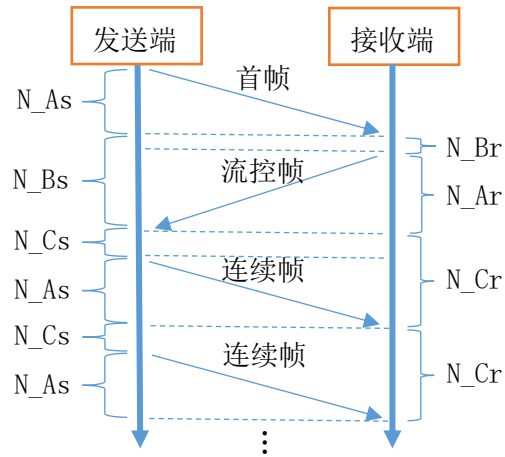 发送端
接收端
首帧
N_As
N_Br
流控帧
N_Bs
N_Ar
N_Cs
连续帧
N_Cr
N_As
N_Cs
连续帧
N_Cr
N_As
⋮